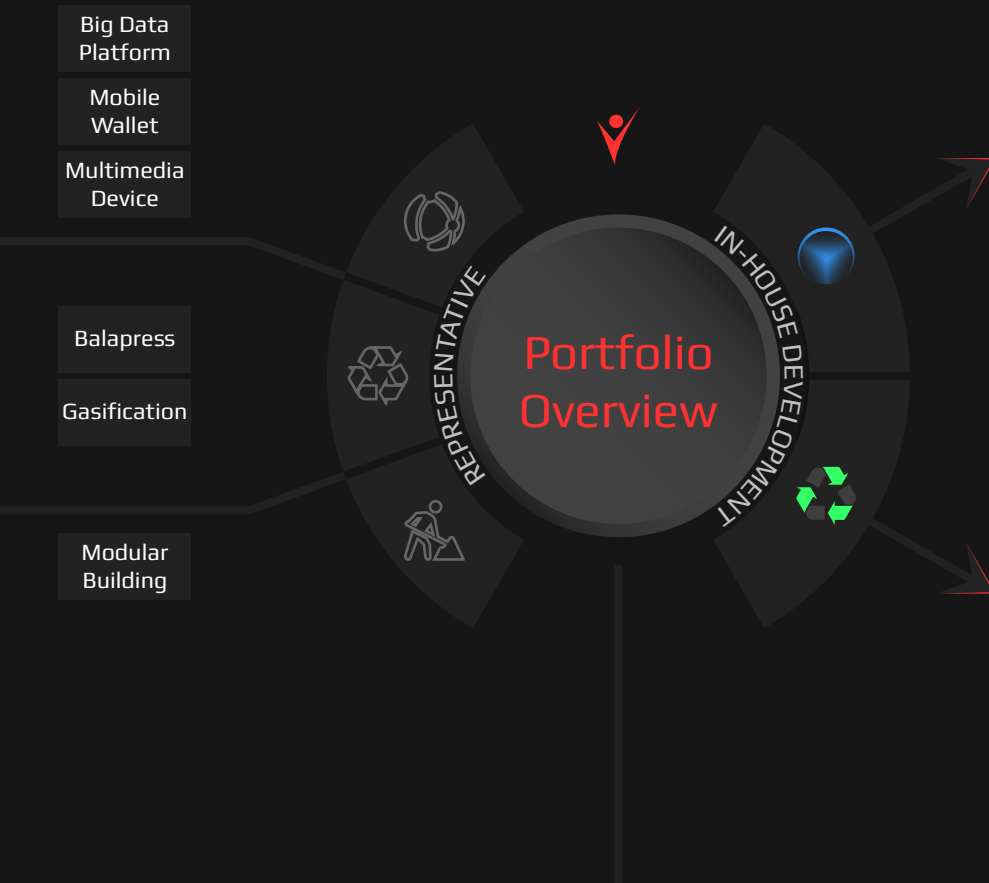 Big Data
Platform
Mobile
Wallet
Multimedia
Device
Balapress
Gasification
Modular
Building
REPRESENTATIVE
Portfolio
Overview
IN-HOUSE DEVELOPMENT